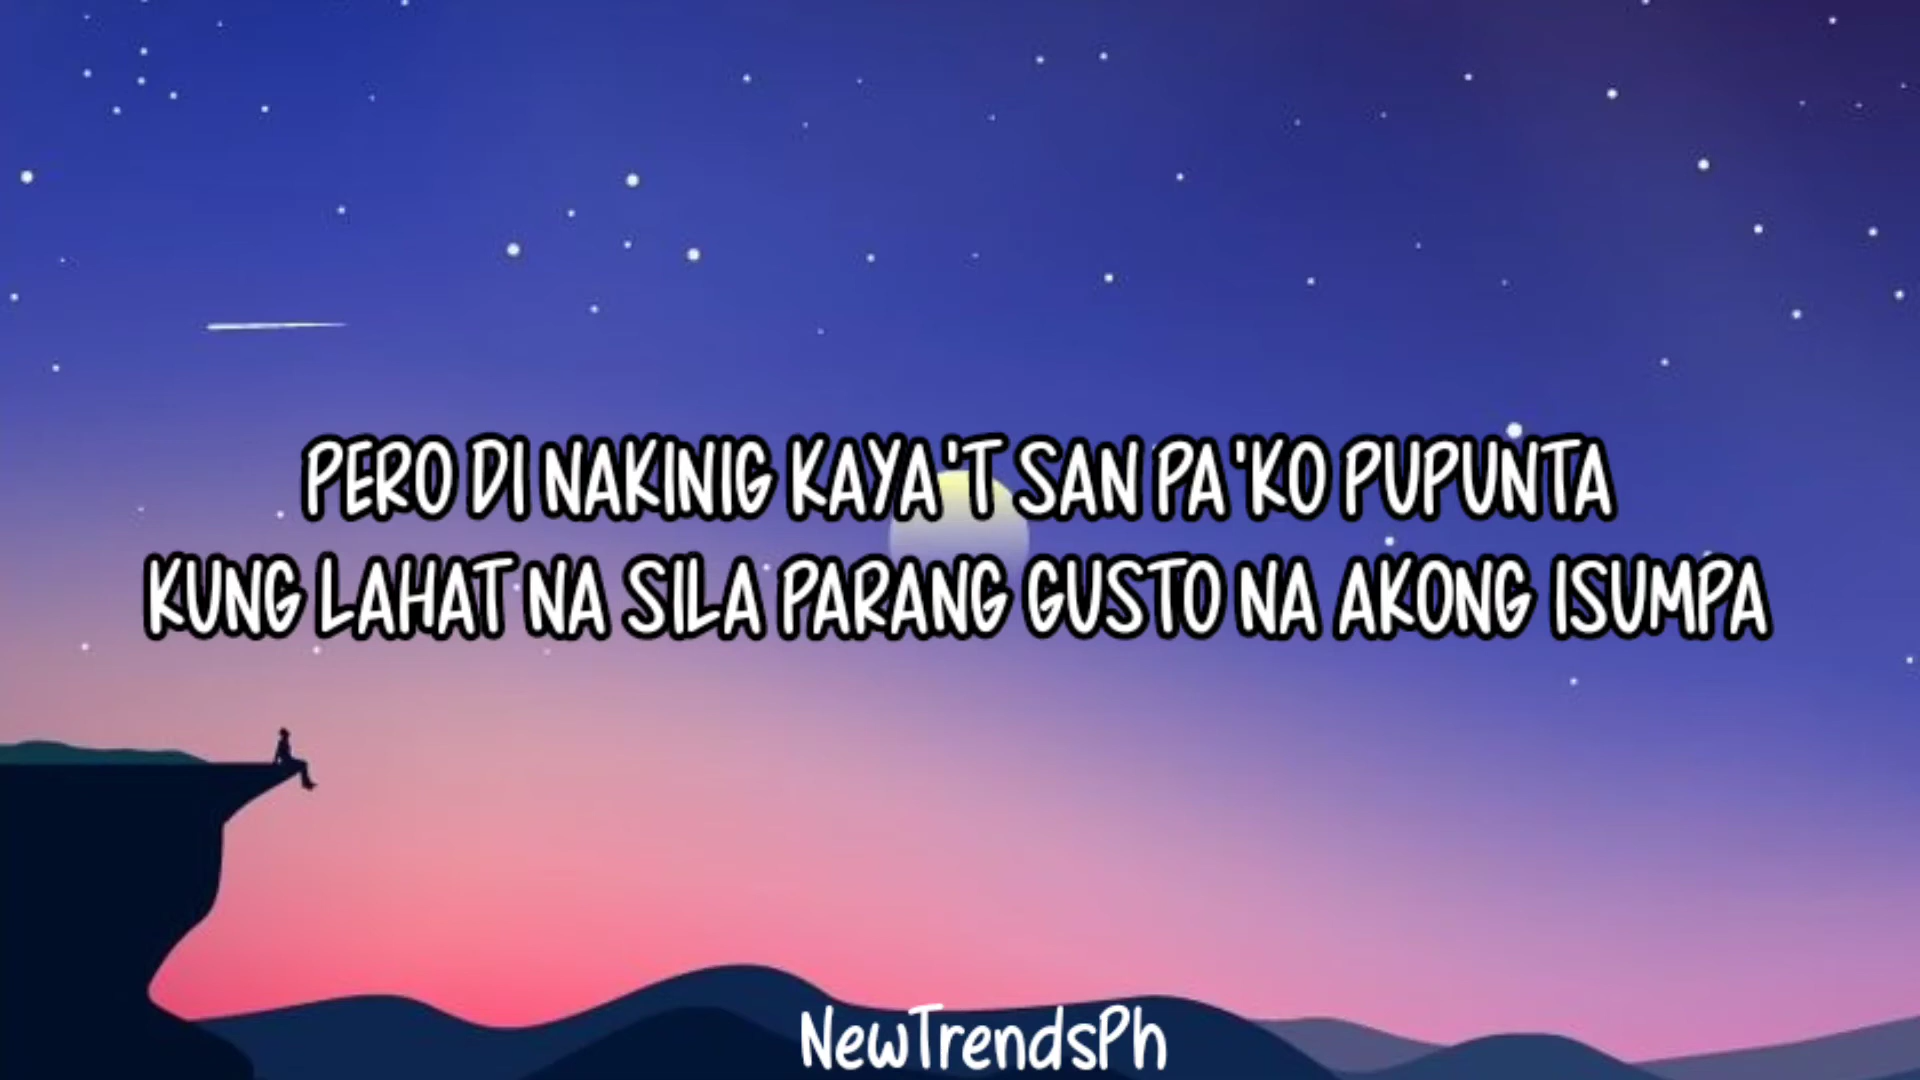 PERO DI NAKINIG KAYA'T SAN PA'KO PUPUNTA
KUNG LAHAT NA SILA PARANG GUSTO NA AKONG ISUMPA
NewTrendsPh